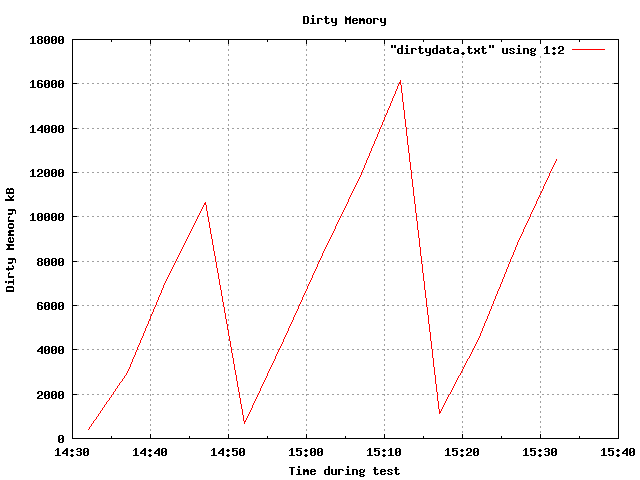 Dirty Memory
"dirtydata.txt" using 1:2
18000
16000
14000
12000
10000
8000
6000
4000
2000
0
Dirty Memory kB
14:30 14:40 14:50 15:00 15:10 15:20 15:30 15:40
Time during test